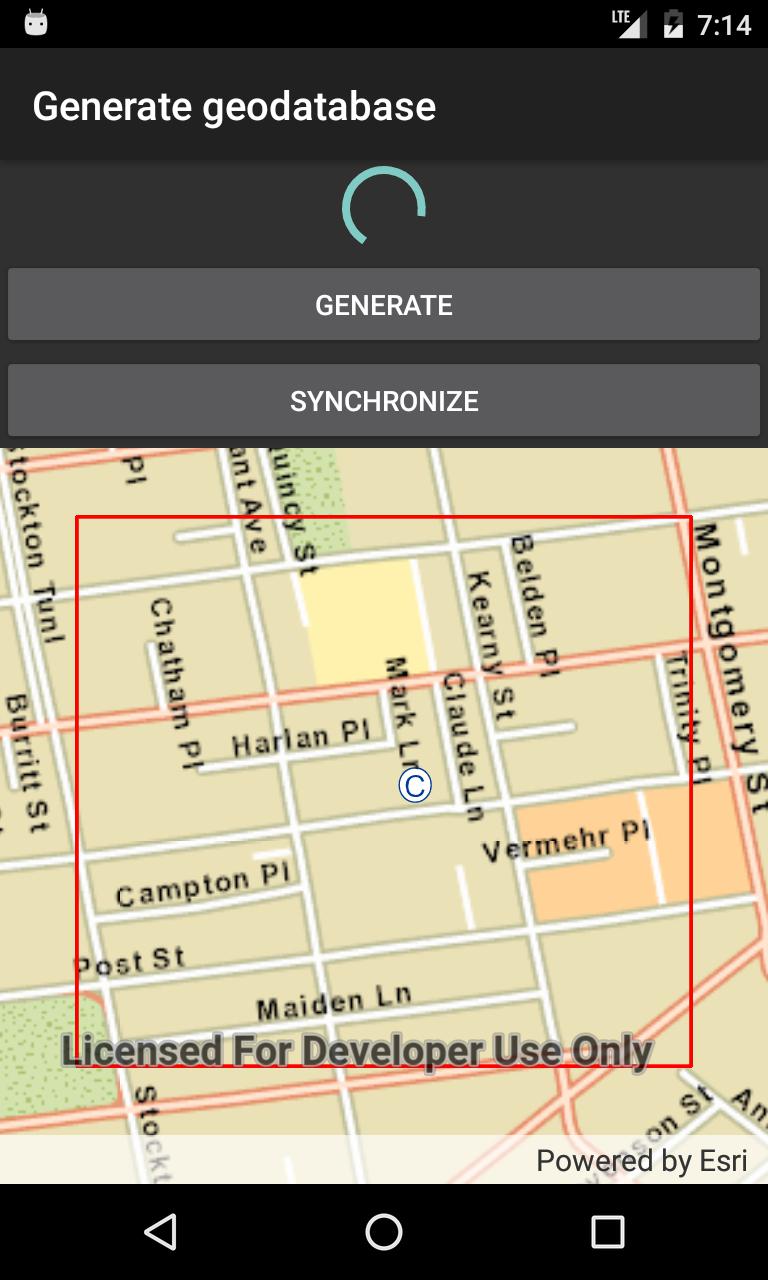 LTE 7:14
Generate geodatabase
GENERATE
SYNCHRONIZE
Pl
Stockton Tunl
ant Ave
uincy St
Montgomery St
Belden Pl
Kearny St
Chatham Pl
Mark Ln
Claude Ln
Trinity Pl
Burritt St
Harlan Pl
C
Vermehr Pl
Campton Pl
Post St
Maiden Ln
Licensed For Developer Use Only
Stockt
Powered by Esri